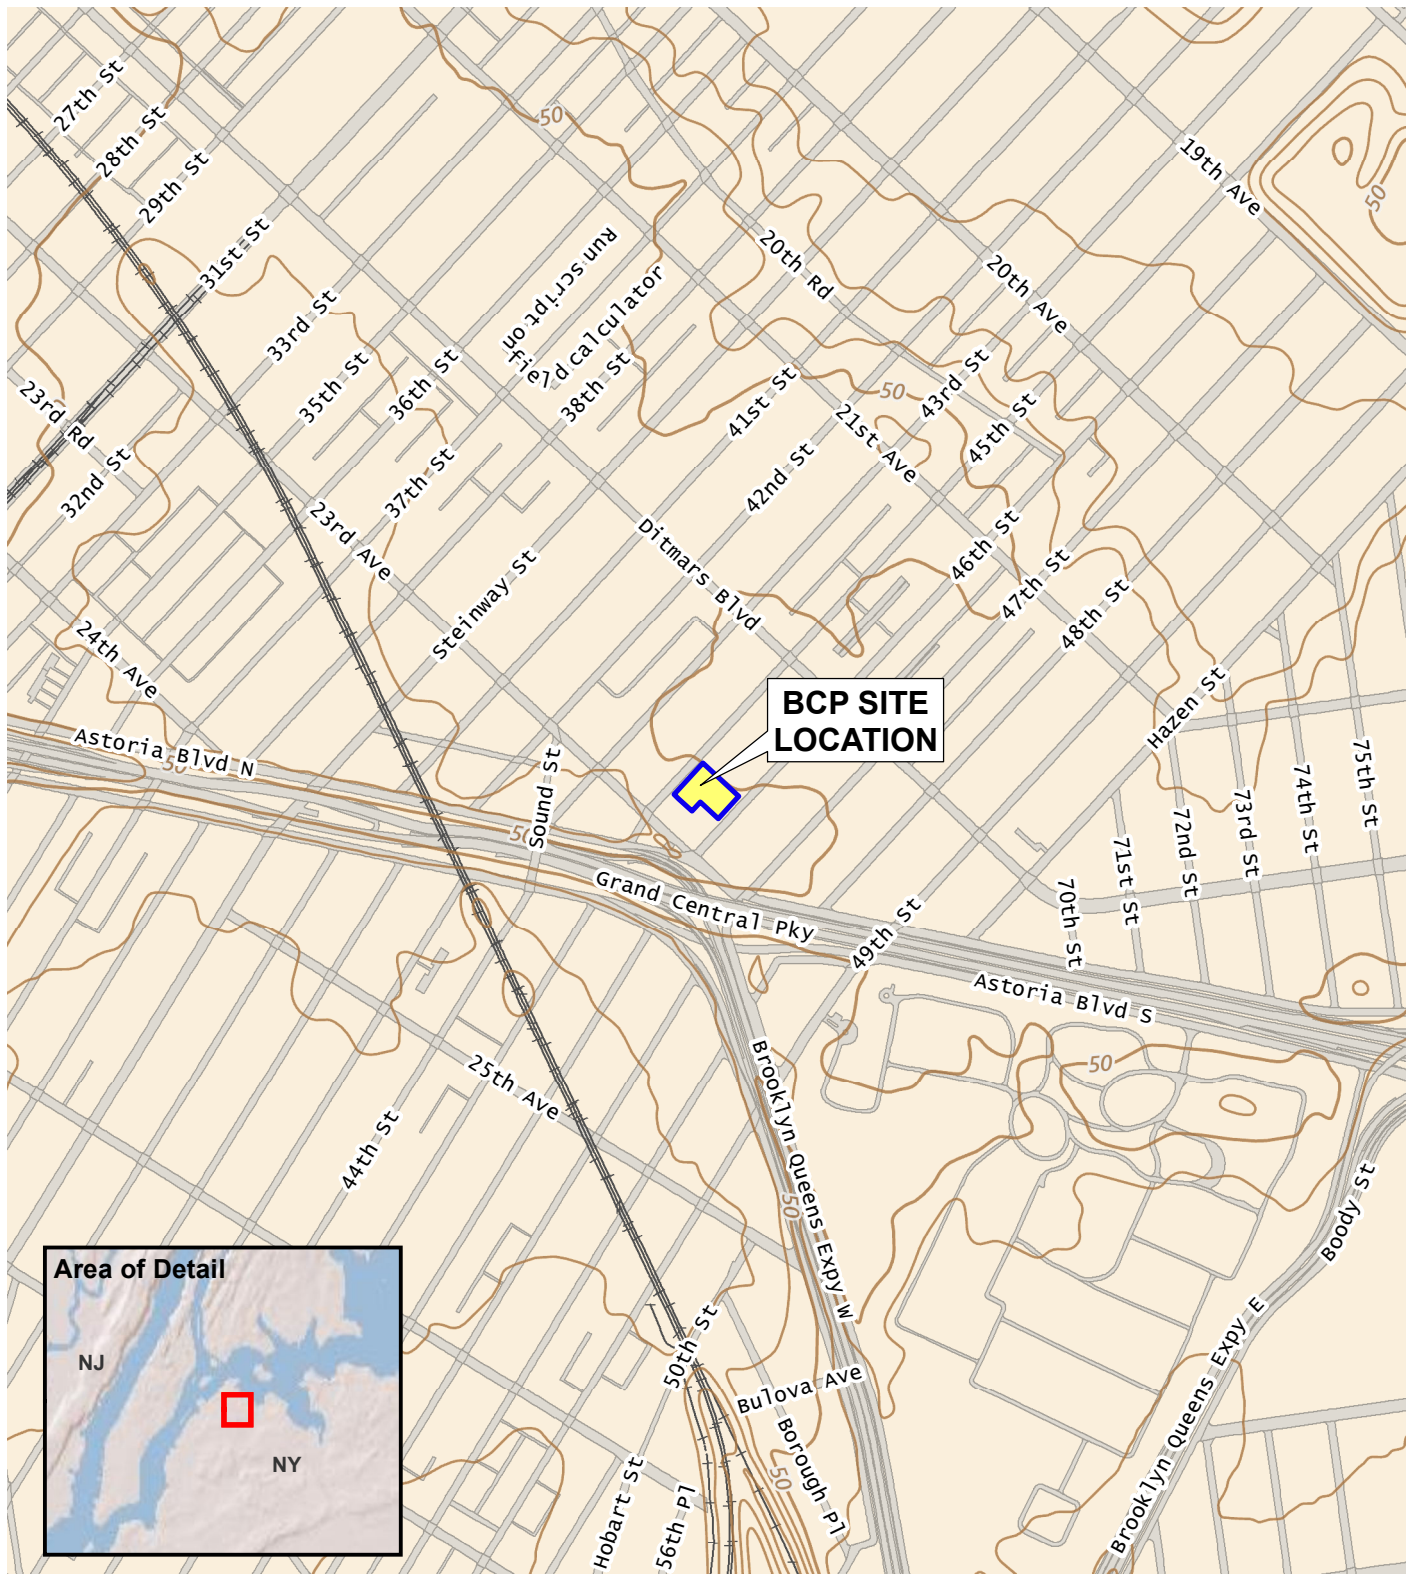 27th St
28th St
29th St
31st St
33rd St
35th St
36th St
37th St
Run script on
field calculator
38th St
50
19th Ave
50
20th Rd
20th Ave
41st St
50
43rd St
45th St
21st Ave
42nd St
23rd Rd
32nd St
23rd Ave
Ditmars Blvd
46th St
47th St
48th St
Steinway St
24th Ave
Hazen St
BCP SITE
LOCATION
Astoria Blvd N
50
Sound St
50
75th St
74th St
73rd St
72nd St
71st St
70th St
Grand Central Pky
49th St
Astoria Blvd S
50
25th Ave
44th St
Brooklyn Queens Expy W
50
Boody St
Brooklyn Queens Expy E
50th St
Bulova Ave
Borough Pl
50
Hobart St
56th Pl
Area of Detail
NJ
NY